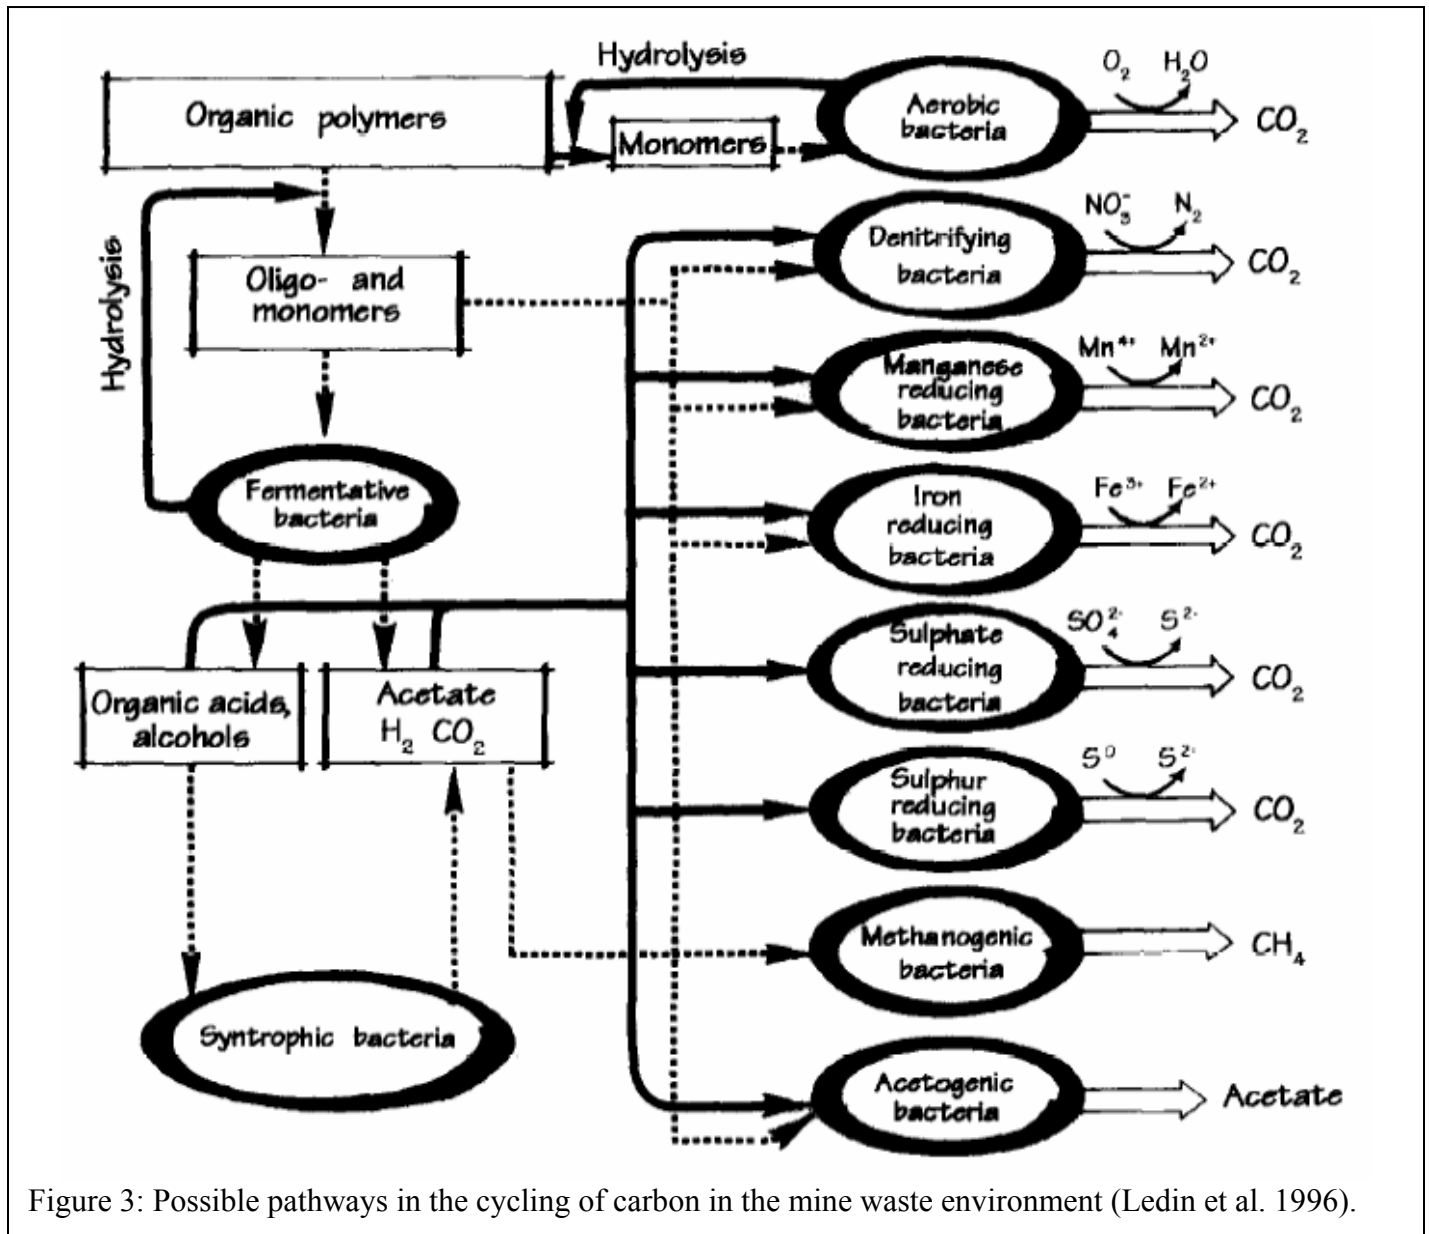 Hydrolysis
Organic polymers
Monomers
Aerobic
bacteria
O₂
H₂O
CO₂
Hydrolysis
Oligo- and
monomers
Denitrifying
bacteria
NO₃⁻
N₂
CO₂
Manganese
reducing
bacteria
Mn⁴⁺
Mn²⁺
CO₂
Fermentative
bacteria
Iron
reducing
bacteria
Fe³⁺
Fe²⁺
CO₂
Organic acids,
alcohols
Acetate
H₂ CO₂
Sulphate
reducing
bacteria
SO₄²⁻
S²⁻
CO₂
Sulphur
reducing
bacteria
S⁰
S²⁻
CO₂
Methanogenic
bacteria
CH₄
Syntrophic bacteria
Acetogenic
bacteria
Acetate
Figure 3: Possible pathways in the cycling of carbon in the mine waste environment (Ledin et al. 1996).